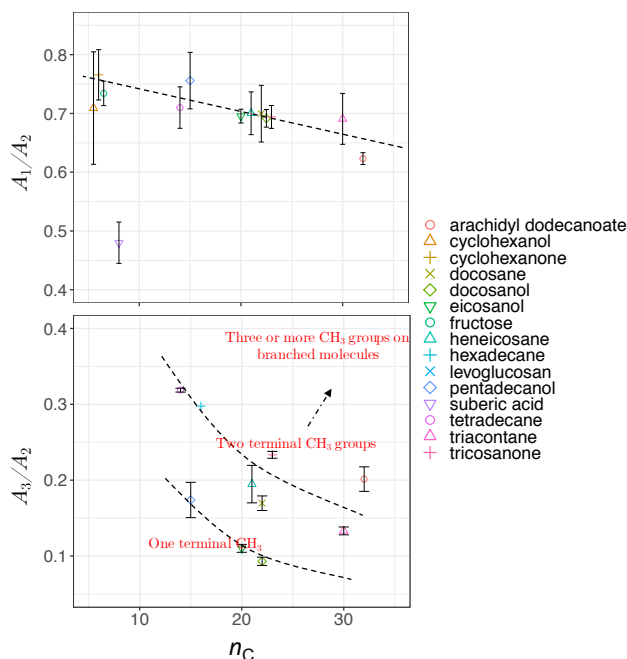 0.8
0.7
0.6
0.5
0.4
A₁/A₂
0.4
0.3
0.2
0.1
A₃/A₂
Three or more CH₃ groups on
branched molecules
Two terminal CH₃ groups
One terminal CH₃
10
20
30
n_C
arachidyl dodecanoate
cyclohexanol
cyclohexanone
docosane
docosanol
eicosanol
fructose
heneicosane
hexadecane
levoglucosan
pentadecanol
suberic acid
tetradecane
triacontane
tricosanone